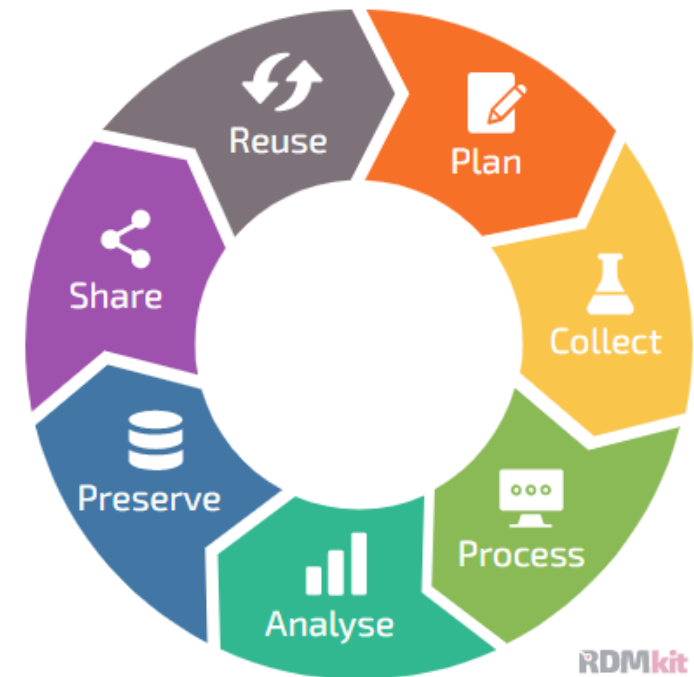 Reuse
Plan
Share
Collect
Preserve
Process
Analyse
RDMkit